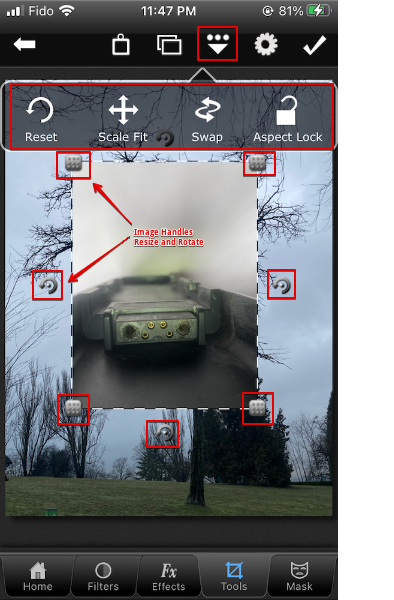 Fido 11:47 PM 81%
Reset Scale Fit Swap Aspect Lock
Image Handles
Resize and Rotate
Fx
Home Filters Effects Tools Mask